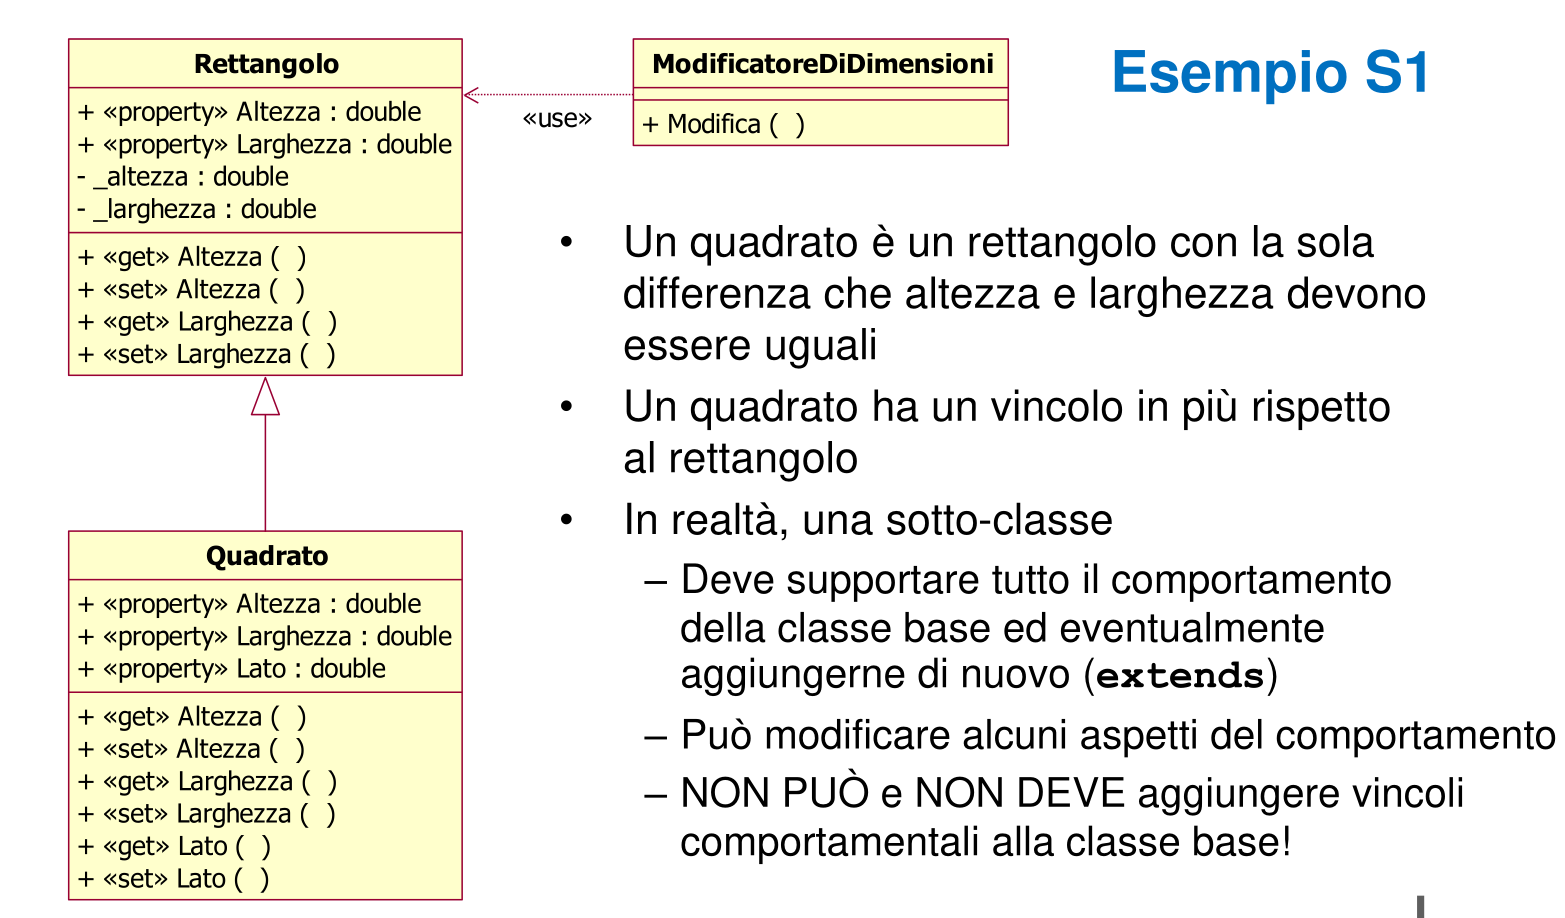 Rettangolo
+ «property» Altezza : double
+ «property» Larghezza : double
- _altezza : double
- _larghezza : double
+ «get» Altezza ( )
+ «set» Altezza ( )
+ «get» Larghezza ( )
+ «set» Larghezza ( )
«use»
ModificatoreDiDimensioni
+ Modifica ( )
Esempio S1
Quadrato
+ «property» Altezza : double
+ «property» Larghezza : double
+ «property» Lato : double
+ «get» Altezza ( )
+ «set» Altezza ( )
+ «get» Larghezza ( )
+ «set» Larghezza ( )
+ «get» Lato ( )
+ «set» Lato ( )
• Un quadrato è un rettangolo con la sola
differenza che altezza e larghezza devono
essere uguali
• Un quadrato ha un vincolo in più rispetto
al rettangolo
• In realtà, una sotto-classe
– Deve supportare tutto il comportamento
della classe base ed eventualmente
aggiungerne di nuovo (extends)
– Può modificare alcuni aspetti del comportamento
– NON PUÒ e NON DEVE aggiungere vincoli
comportamentali alla classe base!